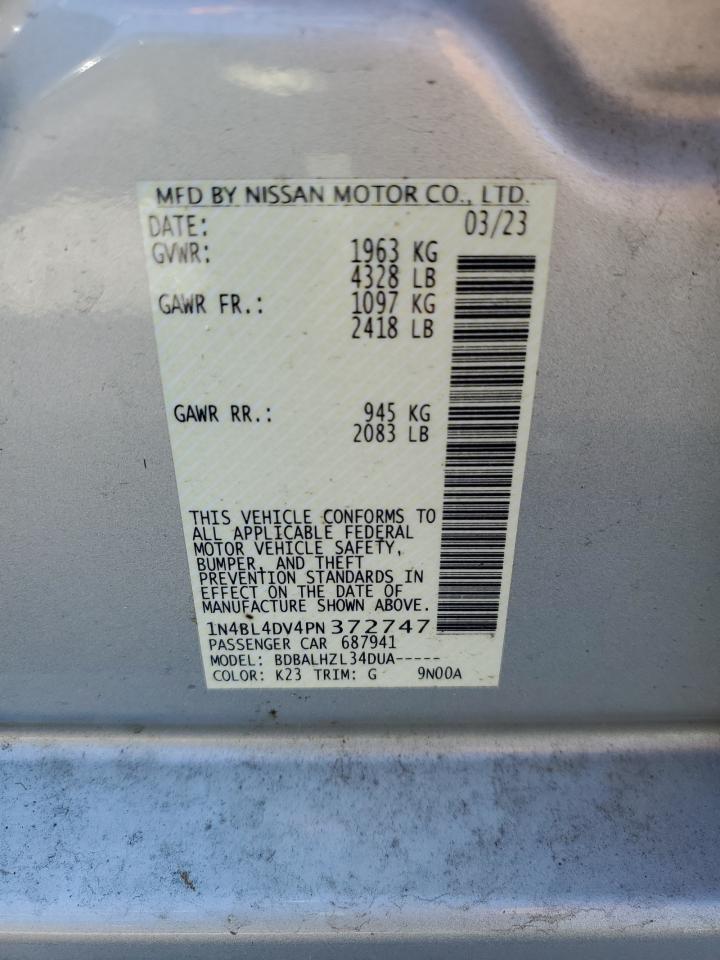 MFD BY NISSAN MOTOR CO., LTD.
DATE: 03/23
GVWR: 1963 KG
4328 LB
GAWR FR.: 1097 KG
2418 LB
GAWR RR.: 945 KG
2083 LB
THIS VEHICLE CONFORMS TO
ALL APPLICABLE FEDERAL
MOTOR VEHICLE SAFETY,
BUMPER, AND THEFT
PREVENTION STANDARDS IN
EFFECT ON THE DATE OF
MANUFACTURE SHOWN ABOVE.
1N4BL4DV4PN372747
PASSENGER CAR 687941
MODEL: BDBALHZL34DUA-----
COLOR: K23 TRIM: G 9N00A